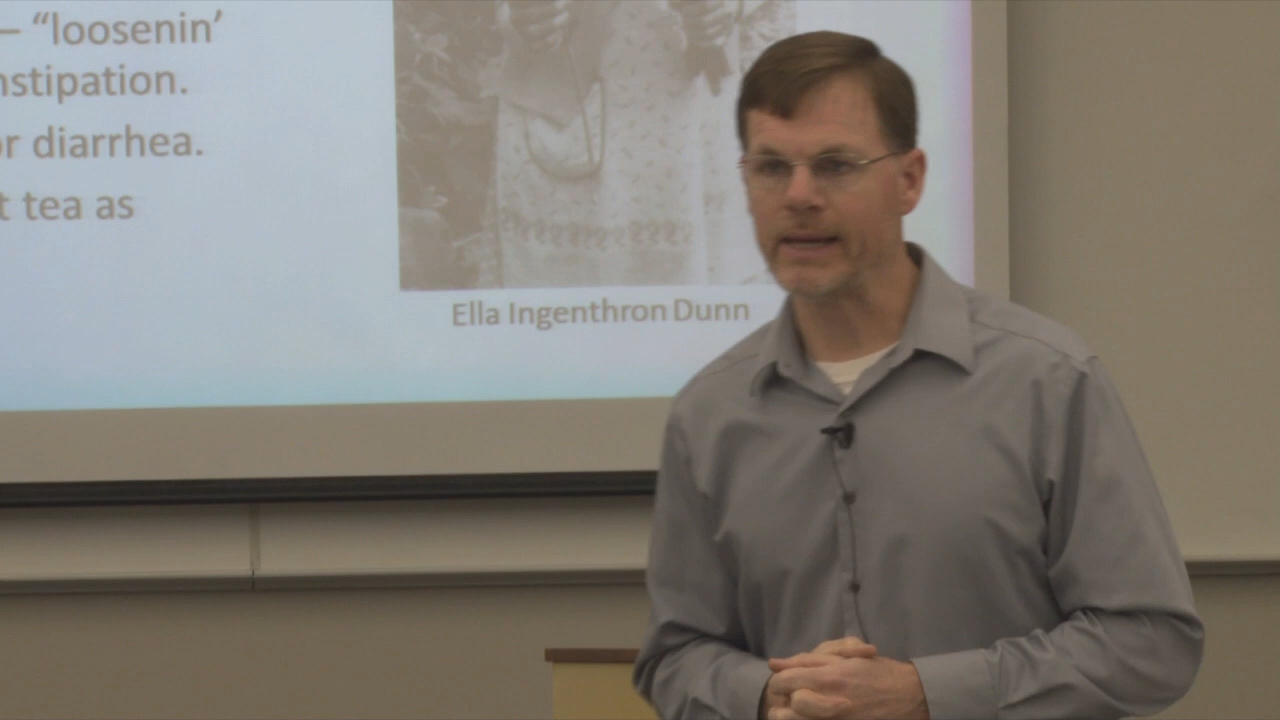 – “loosenin’
nstipation.
or diarrhea.
t tea as
Ella Ingenthron Dunn